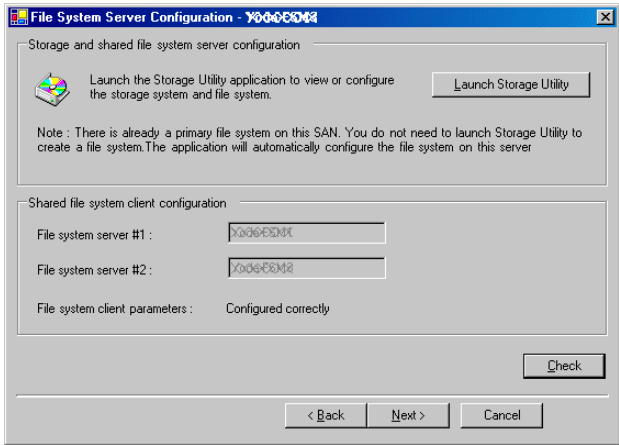 File System Server Configuration -
Storage and shared file system server configuration
Launch the Storage Utility application to view or configure
the storage system and file system.
Launch Storage Utility
Note : There is already a primary file system on this SAN. You do not need to launch Storage Utility to
create a file system.The application will automatically configure the file system on this server
Shared file system client configuration
File system server #1 :
File system server #2 :
File system client parameters : Configured correctly
Check
< Back Next > Cancel